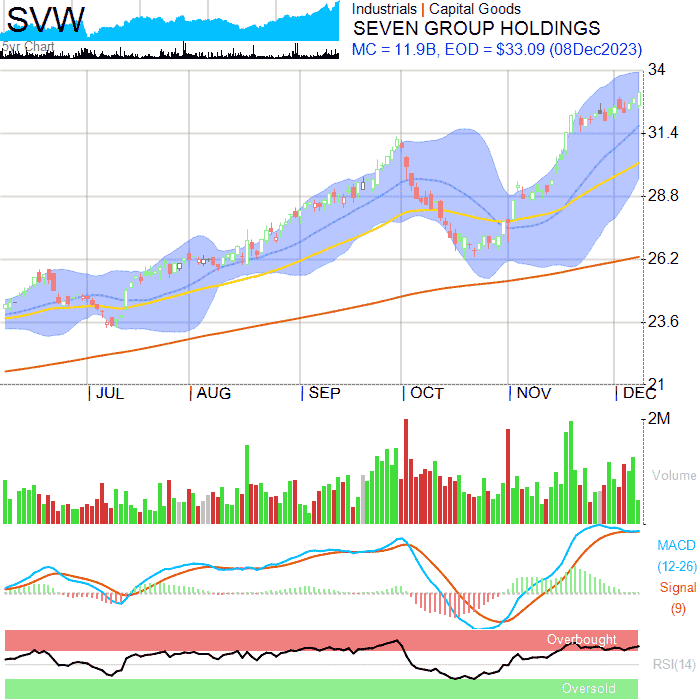 SVW
5yr Chart
Industrials | Capital Goods
SEVEN GROUP HOLDINGS
MC = 11.9B, EOD = $33.09 (08Dec2023)
34
31.4
28.8
26.2
23.6
21
JUL AUG SEP OCT NOV DEC
2M
Volume
MACD
(12-26)
Signal
(9)
Overbought
RSI(14)
Oversold